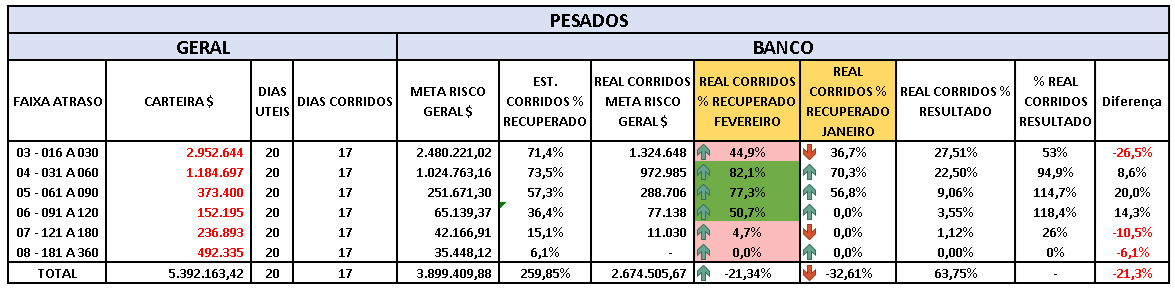 PESADOS
GERAL BANCO
FAIXA ATRASO CARTEIRA $ DIAS UTEIS DIAS CORRIDOS META RISCO GERAL $ EST. CORRIDOS % RECUPERADO REAL CORRIDOS META RISCO GERAL $ REAL CORRIDOS % RECUPERADO FEVEREIRO REAL CORRIDOS % RECUPERADO JANEIRO REAL CORRIDOS % RESULTADO % REAL CORRIDOS RESULTADO Diferença
03 - 016 A 030 2.952.644 20 17 2.480.221,02 71,4% 1.324.648 44,9% 36,7% 27,51% 53% -26,5%
04 - 031 A 060 1.184.697 20 17 1.024.763,16 73,5% 972.985 82,1% 70,3% 22,50% 94,9% 8,6%
05 - 061 A 090 373.400 20 17 251.671,30 57,3% 288.706 77,3% 56,8% 9,06% 114,7% 20,0%
06 - 091 A 120 152.195 20 17 65.139,37 36,4% 77.138 50,7% 0,0% 3,55% 118,4% 14,3%
07 - 121 A 180 236.893 20 17 42.166,91 15,1% 11.030 4,7% 0,0% 1,12% 26% -10,5%
08 - 181 A 360 492.335 20 17 35.448,12 6,1% - 0,0% 0,0% 0,00% 0% -6,1%
TOTAL 5.392.163,42 20 17 3.899.409,88 259,85% 2.674.505,67 -21,34% -32,61% 63,75% - -21,3%